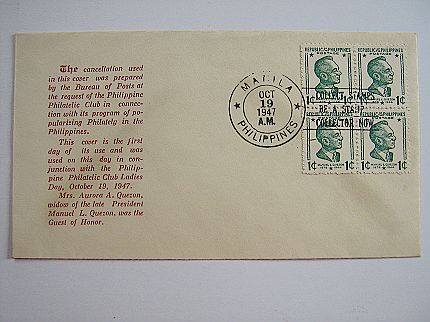 The cancellation used
in this cover was prepared
by the Bureau of Posts at
the request of the Philippine
Philatelic Club in connec-
tion with its program of po-
pularizing Philately in the
Philippines.
This cover is the first
day of its use and was
used on this day in con-
junction with the Philip-
pine Philatelic Club Ladies
Day, October 19, 1947.
Mrs. Aurora A. Quezon,
widow of the late President
Manuel L. Quezon, was the
Guest of Honor.
MANILA
OCT
19
1947
A.M.
PHILIPPINES
REPUBLIC OF THE PHILIPPINES
REPUBLIC OF THE PHILIPPINES
1¢ 1¢
COLLECT STAMPS
BE A STAMP
COLLECTOR NOW
1¢ 1¢